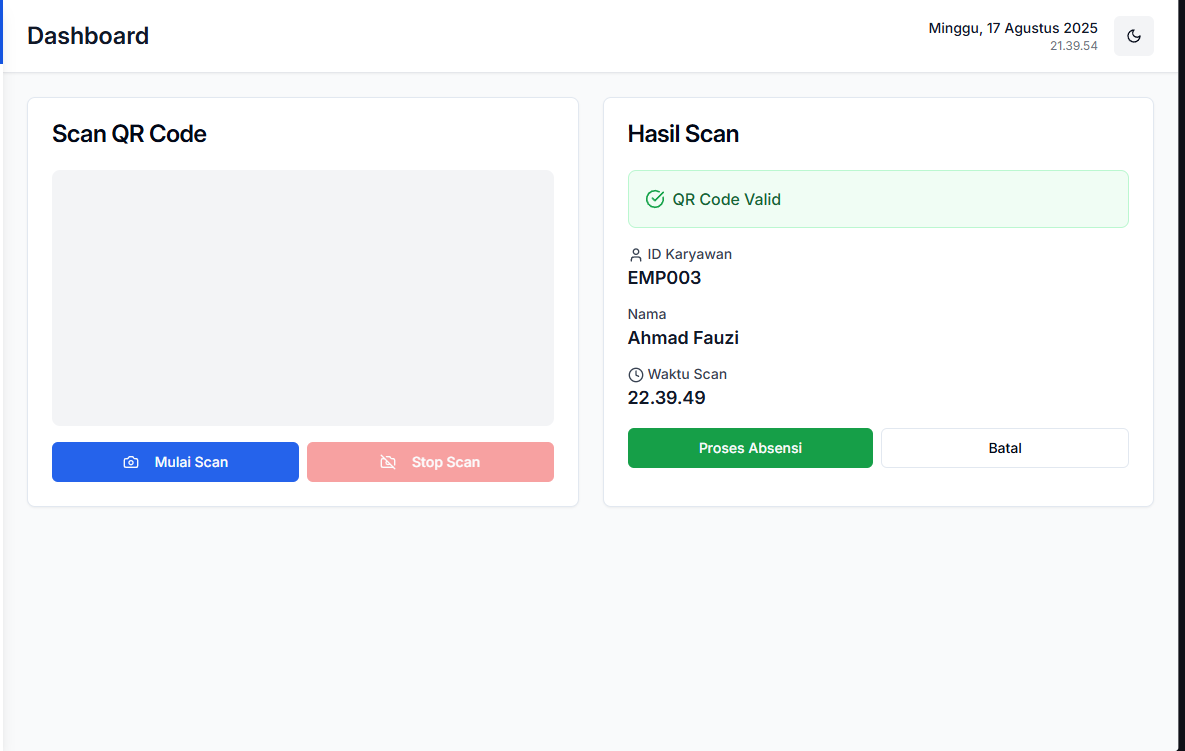 Dashboard
Minggu, 17 Agustus 2025
21.39.54
Scan QR Code
Mulai Scan
Stop Scan
Hasil Scan
QR Code Valid
ID Karyawan
EMP003
Nama
Ahmad Fauzi
Waktu Scan
22.39.49
Proses Absensi
Batal